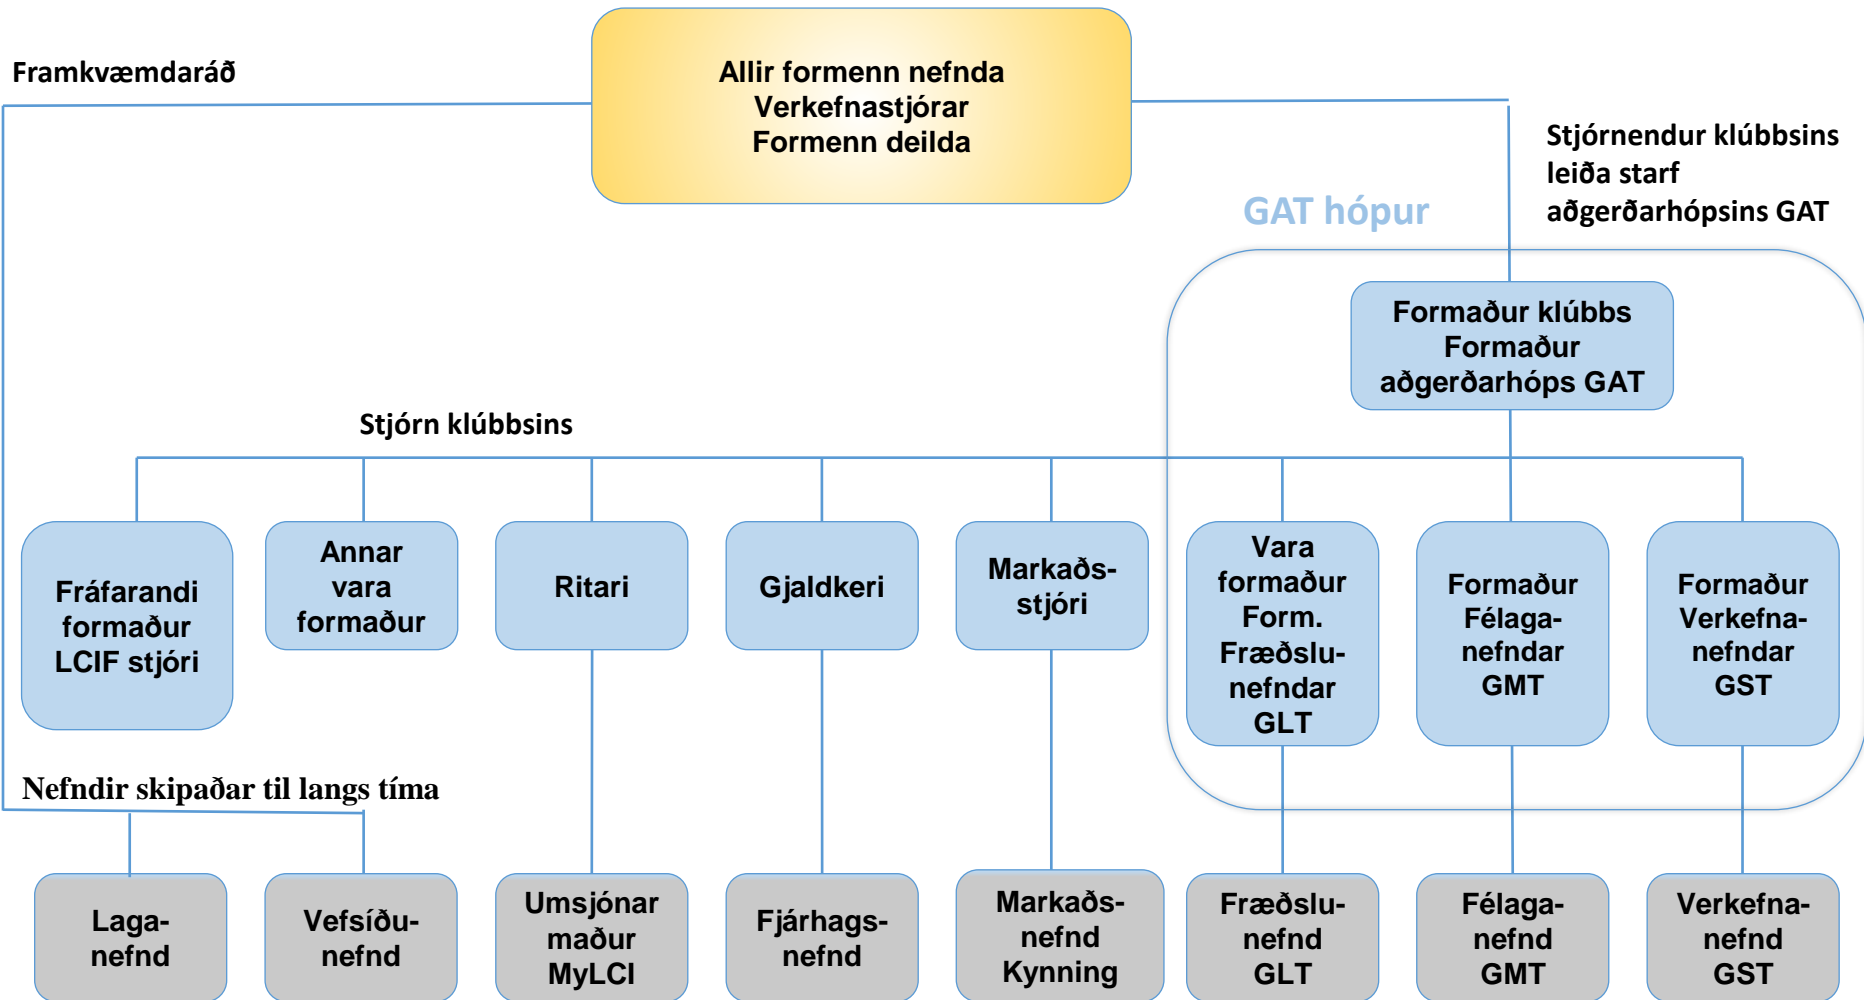 Framkvæmdaráð
Allir formenn nefnda
Verkefnastjórar
Formenn deilda
Stjórnendur klúbbsins
leiða starf
aðgerðarhópsins GAT
GAT hópur
Formaður klúbbs
Formaður
aðgerðarhóps GAT
Stjórn klúbbsins
Fráfarandi
formaður
LCIF stjóri
Annar
vara
formaður
Ritari
Gjaldkeri
Markaðs-
stjóri
Vara
formaður
Form.
Fræðslu-
nefndar
GLT
Formaður
Félaga-
nefndar
GMT
Formaður
Verkefna-
nefndar
GST
Nefndir skipaðar til langs tíma
Laga-
nefnd
Vefsíðu-
nefnd
Umsjónar
maður
MyLCI
Fjárhags-
nefnd
Markaðs-
nefnd
Kynning
Fræðslu-
nefnd
GLT
Félaga-
nefnd
GMT
Verkefna-
nefnd
GST